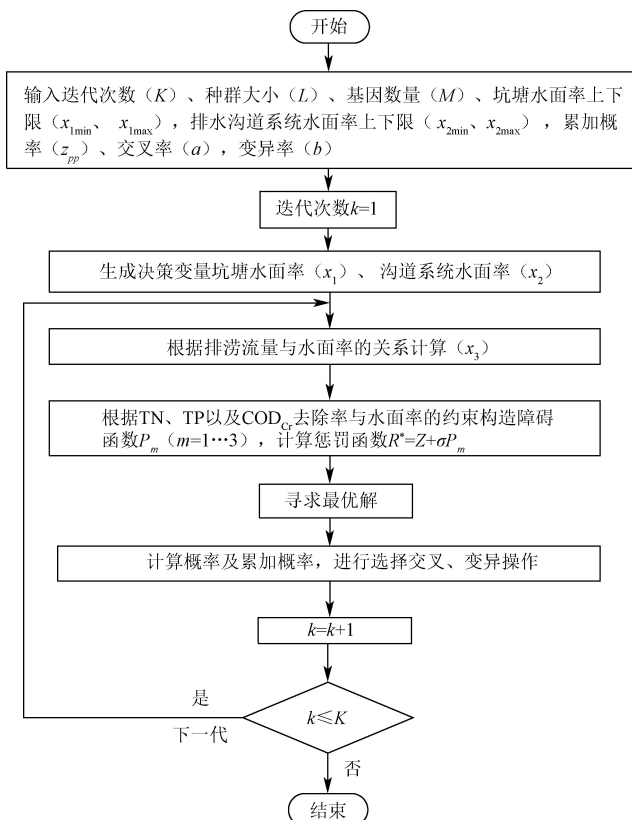 开始
输入迭代次数（K）、种群大小（L）、基因数量（M）、坑塘水面率上下
限（x1min、 x1max），排水沟道系统水面率上下限（ x2min、x2max），累加概
率（zpp）、交叉率（a），变异率（b）
迭代次数k=1
生成决策变量坑塘水面率（x1）、 沟道系统水面率（x2）
根据排涝流量与水面率的关系计算（x3）
根据TN、TP以及CODCr去除率与水面率的约束构造障碍
函数Pm（m=1…3），计算惩罚函数R*=Z+σPm
寻求最优解
计算概率及累加概率，进行选择交叉、变异操作
k=k+1
是
k≤K
下一代
否
结束